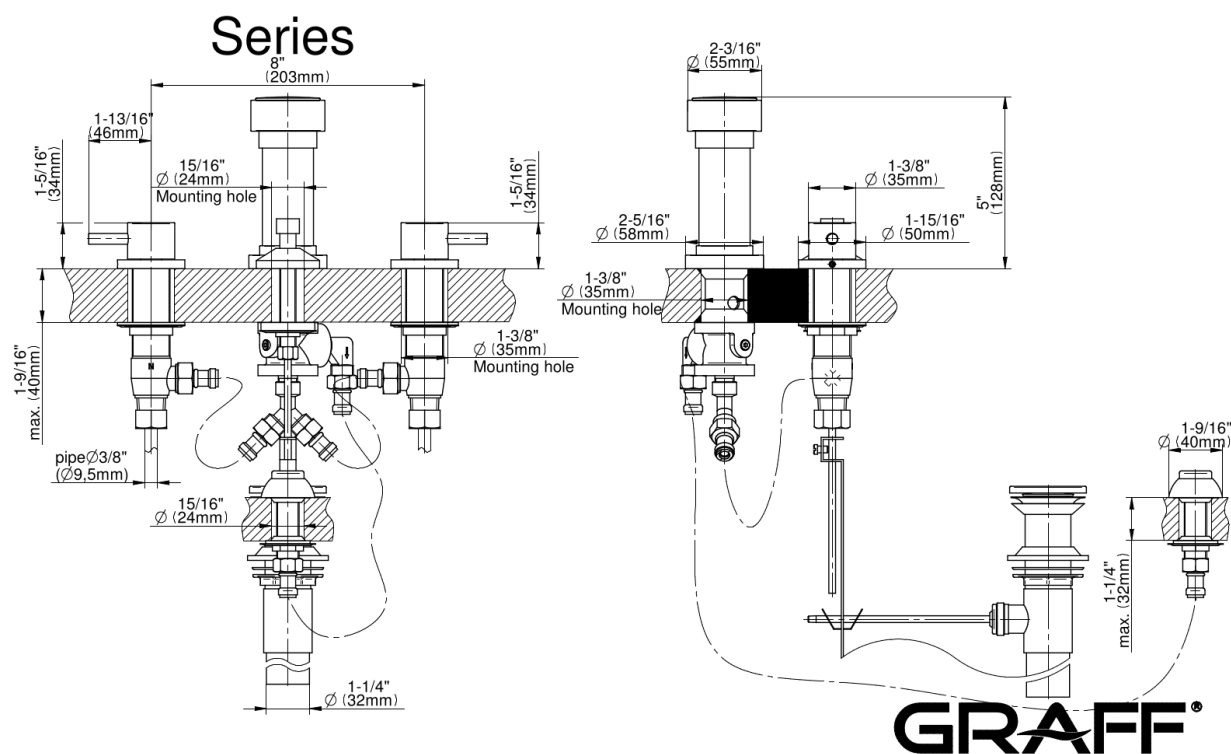 Series
8"
(203mm)
1-13/16"
(46mm)
1-5/16"
(34mm)
15/16"
Ø (24mm)
Mounting hole
1-5/16"
(34mm)
2-3/16"
Ø (55mm)
1-3/8"
Ø (35mm)
5"
(128mm)
2-5/16"
Ø (58mm)
1-15/16"
Ø (50mm)
1-3/8"
Ø (35mm)
Mounting hole
1-3/8"
Ø (35mm)
Mounting hole
1-9/16"
max. (40mm)
N
pipeØ3/8"
(Ø9,5mm)
15/16"
Ø (24mm)
1-9/16"
Ø (40mm)
1-1/4"
max. (32mm)
1-1/4"
Ø (32mm)
GRAFF®